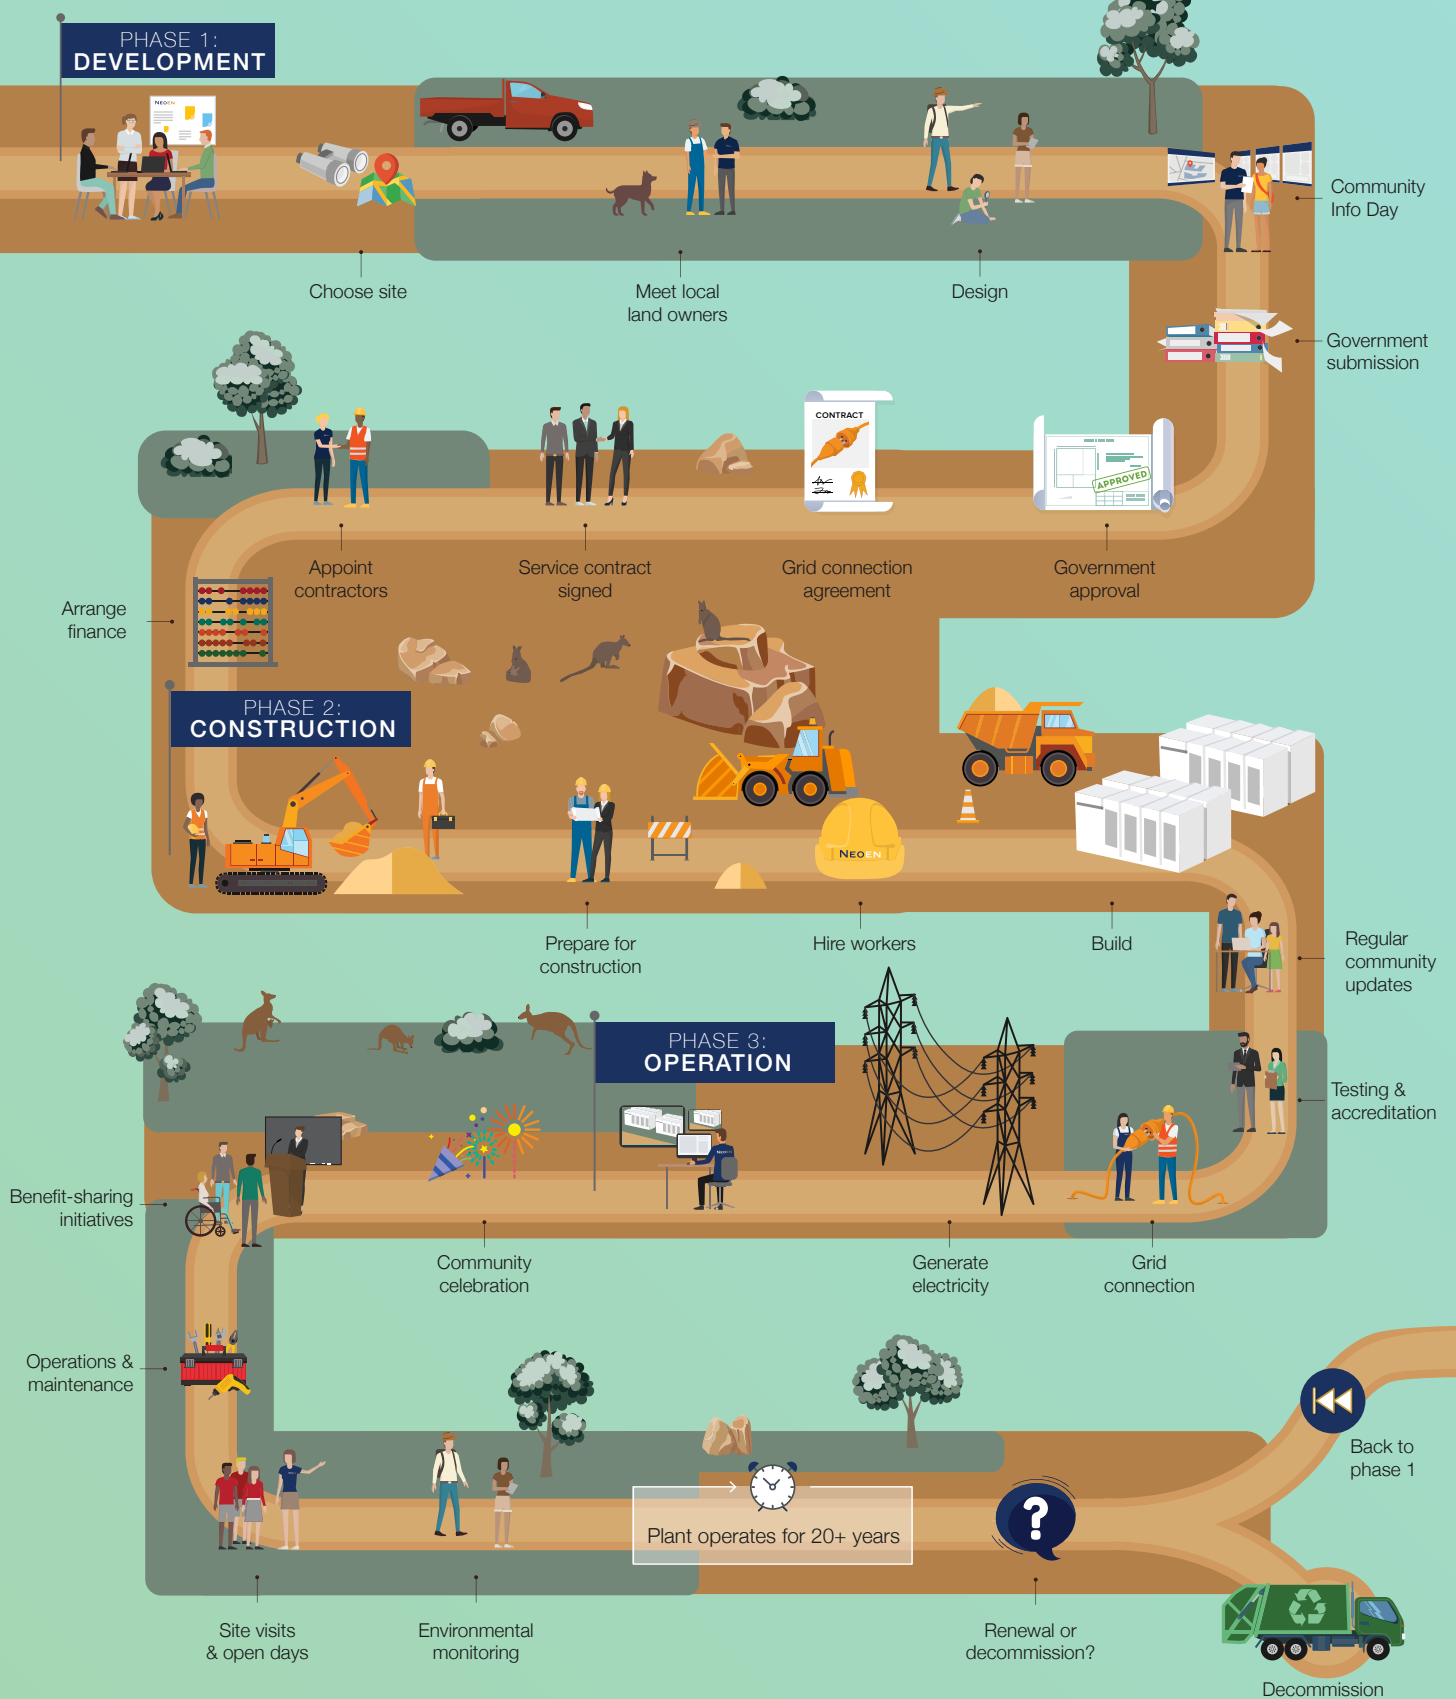 PHASE 1:
DEVELOPMENT
NEOEN
Choose site
Meet local
land owners
Design
Community
Info Day
Government
submission
APPROVED
Government
approval
CONTRACT
Grid connection
agreement
Service contract
signed
Appoint
contractors
Arrange
finance
PHASE 2:
CONSTRUCTION
Prepare for
construction
NEOEN
Hire workers
Build
Regular
community
updates
Testing &
accreditation
Grid
connection
Generate
electricity
PHASE 3:
OPERATION
Community
celebration
Benefit-sharing
initiatives
Operations &
maintenance
Site visits
& open days
Environmental
monitoring
Plant operates for 20+ years
?
Renewal or
decommission?
Back to
phase 1
Decommission